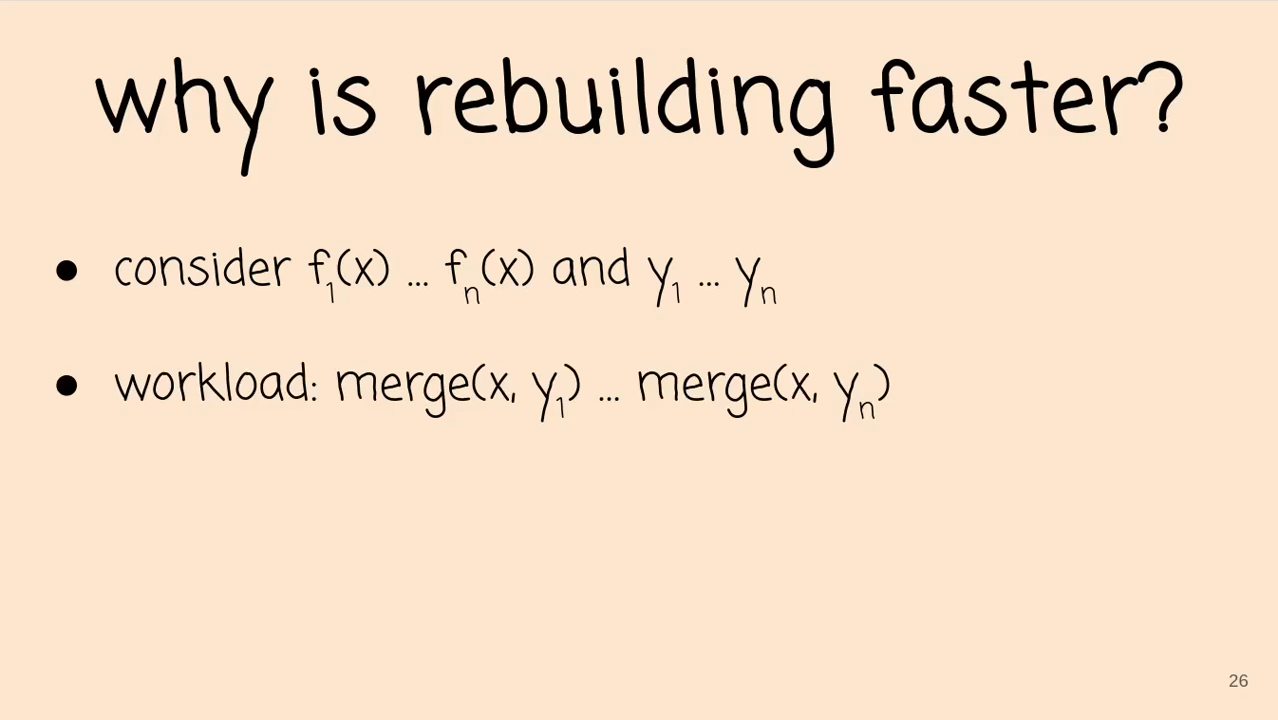 why is rebuilding faster?
● consider f₁(x) ... fₙ(x) and y₁ ... yₙ
● workload: merge(x, y₁) ... merge(x, yₙ)
26